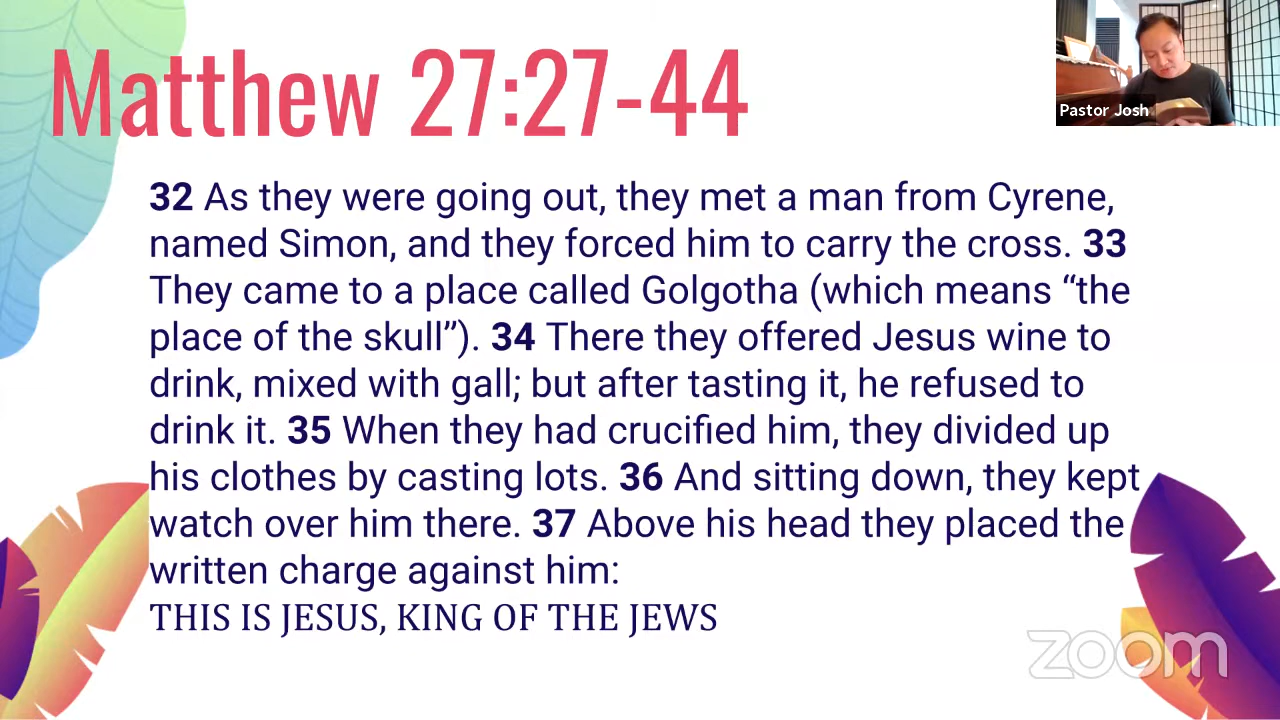 Matthew 27:27-44
Pastor Josh
32 As they were going out, they met a man from Cyrene,
named Simon, and they forced him to carry the cross. 33
They came to a place called Golgotha (which means “the
place of the skull”). 34 There they offered Jesus wine to
drink, mixed with gall; but after tasting it, he refused to
drink it. 35 When they had crucified him, they divided up
his clothes by casting lots. 36 And sitting down, they kept
watch over him there. 37 Above his head they placed the
written charge against him:
THIS IS JESUS, KING OF THE JEWS
zoom